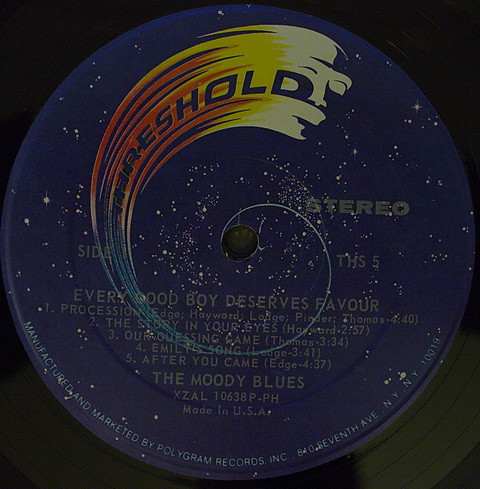 THRESHOLD
STEREO
SIDE
THS 5
EVERY GOOD BOY DESERVES FAVOUR
1. PROCESSION (Edge; Hayward; Lodge; Pinder; Thomas-4:40)
2. THE STORY IN YOUR EYES (Hayward-2:57)
3. OUR GUESSING GAME (Thomas-3:34)
4. EMILY'S SONG (Lodge-3:41)
5. AFTER YOU CAME (Edge-4:37)
THE MOODY BLUES
XZAL 10638P-PH
Made in U.S.A.
MANUFACTURED AND MARKETED BY POLYGRAM RECORDS, INC. 810 SEVENTH AVE. N.Y., N.Y. 10019